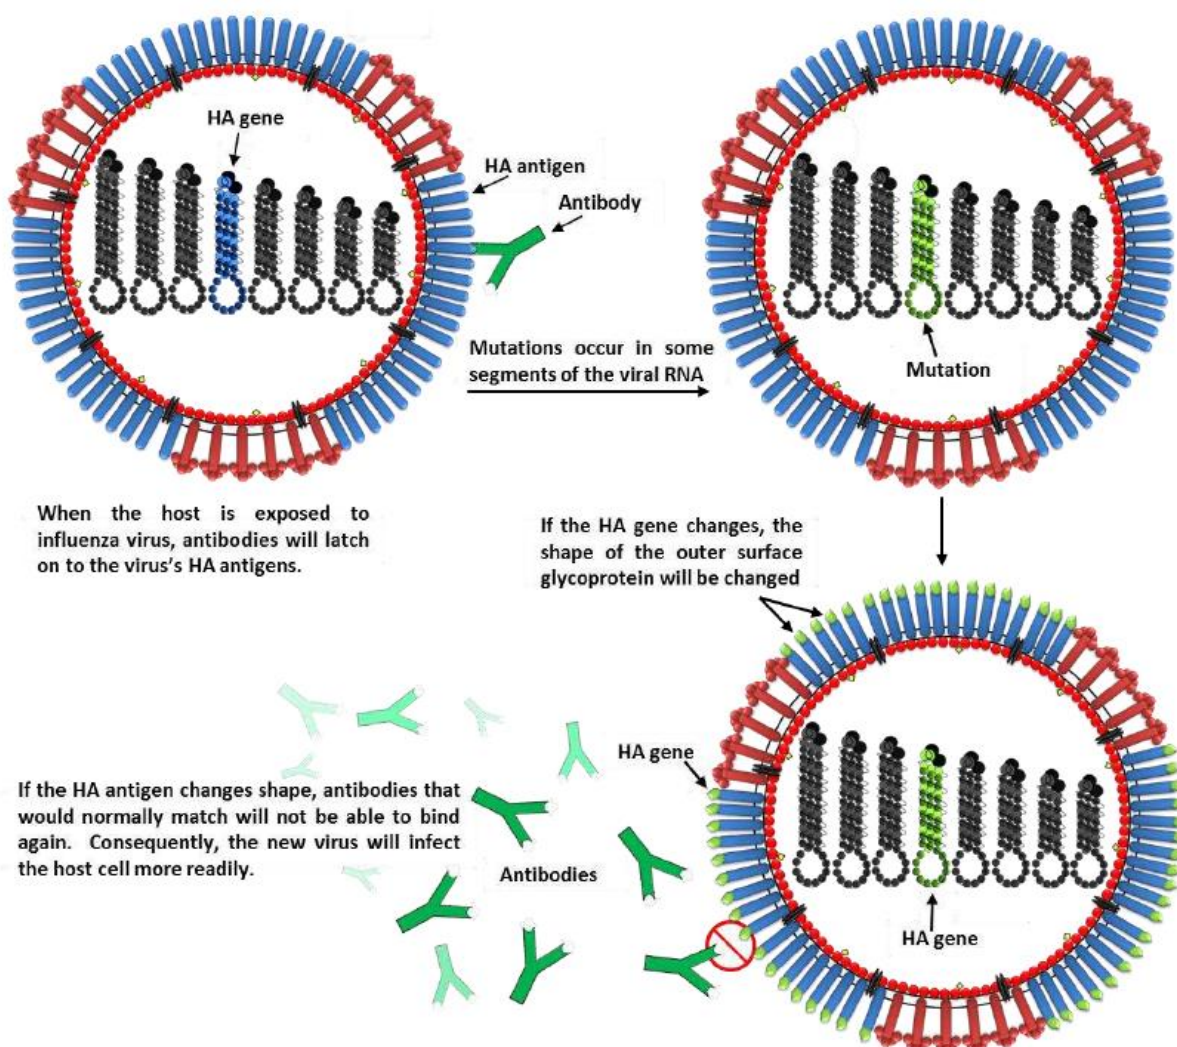 HA gene
HA antigen
Antibody
Mutations occur in some
segments of the viral RNA
Mutation
When the host is exposed to
influenza virus, antibodies will latch
on to the virus's HA antigens.
If the HA gene changes, the
shape of the outer surface
glycoprotein will be changed
HA gene
If the HA antigen changes shape, antibodies that
would normally match will not be able to bind
again. Consequently, the new virus will infect
the host cell more readily.
Antibodies
HA gene